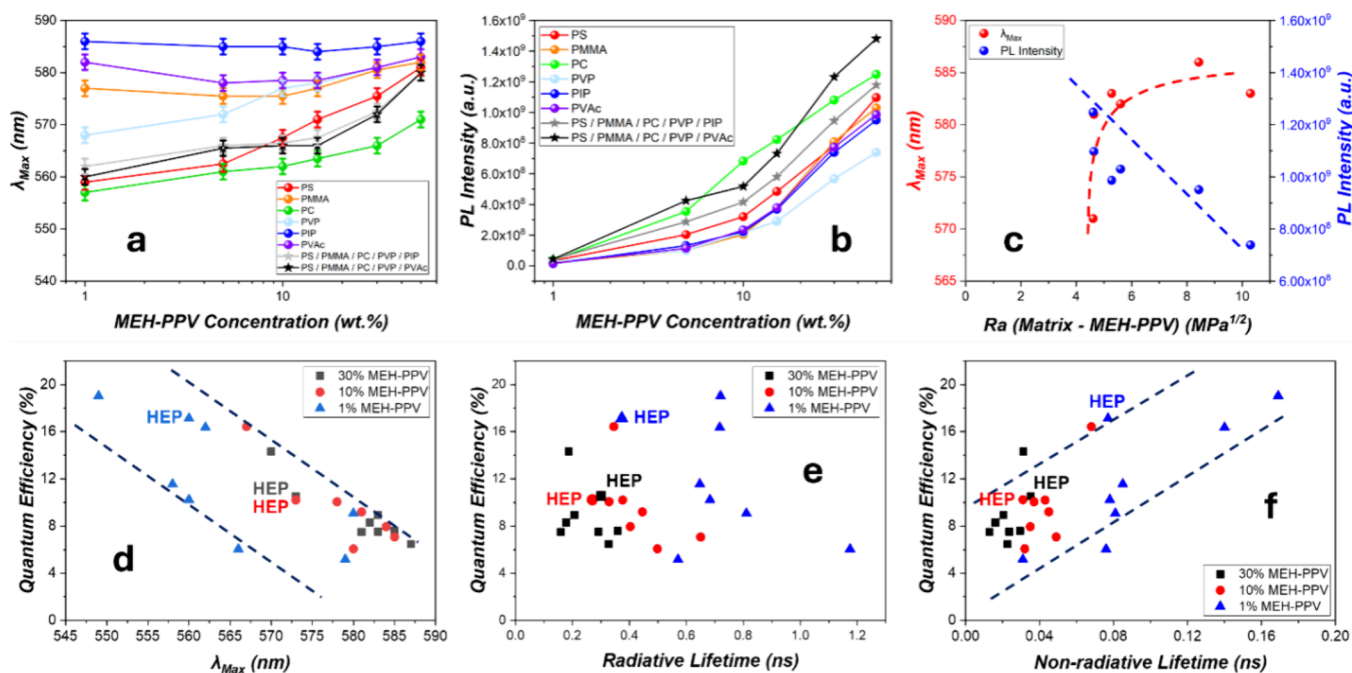 590
580
570
560
550
540
λMax (nm)
PS
PMMA
PC
PVP
PIP
PVAc
PS / PMMA / PC / PVP / PIP
PS / PMMA / PC / PVP / PVAc
a
1
10
MEH-PPV Concentration (wt.%)
1.6x10⁹
1.4x10⁹
1.2x10⁹
1.0x10⁹
8.0x10⁸
6.0x10⁸
4.0x10⁸
2.0x10⁸
0.0
PL Intensity (a.u.)
PS
PMMA
PC
PVP
PIP
PVAc
PS / PMMA / PC / PVP / PIP
PS / PMMA / PC / PVP / PVAc
b
1
10
MEH-PPV Concentration (wt.%)
590
585
580
575
570
565
λMax (nm)
λMax
PL Intensity
c
1.60x10⁹
1.40x10⁹
1.20x10⁹
1.00x10⁹
8.00x10⁸
6.00x10⁸
PL Intensity (a.u.)
0 2 4 6 8 10
Ra (Matrix - MEH-PPV) (MPa1/2)
20
16
12
8
4
0
Quantum Efficiency (%)
30% MEH-PPV
10% MEH-PPV
1% MEH-PPV
HEP
HEP
HEP
d
545 550 555 560 565 570 575 580 585 590
λMax (nm)
20
16
12
8
4
0
Quantum Efficiency (%)
30% MEH-PPV
10% MEH-PPV
1% MEH-PPV
HEP
HEP
HEP
e
0.0 0.2 0.4 0.6 0.8 1.0 1.2
Radiative Lifetime (ns)
20
16
12
8
4
0
Quantum Efficiency (%)
HEP
HEP
HEP
f
30% MEH-PPV
10% MEH-PPV
1% MEH-PPV
0.00 0.04 0.08 0.12 0.16 0.20
Non-radiative Lifetime (ns)